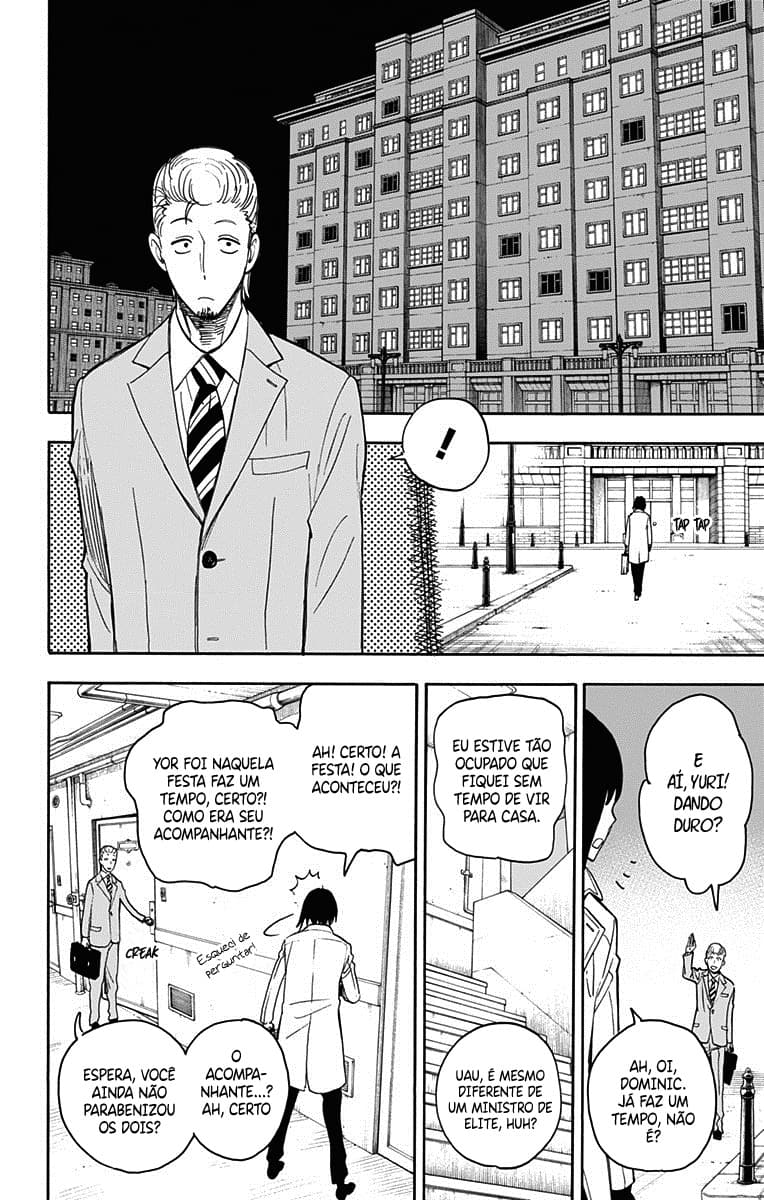 !
TAP TAP
E
AÍ, YURI!
DANDO
DURO?
AH, OI,
DOMINIC.
JÁ FAZ UM
TEMPO, NÃO
É?
EU ESTIVE TÃO
OCUPADO QUE
FIQUEI SEM
TEMPO DE VIR
PARA CASA.
UAU, É MESMO
DIFERENTE DE
UM MINISTRO DE
ELITE, HUH?
AH! CERTO! A
FESTA! O QUE
ACONTECEU?!
YOR FOI NAQUELA
FESTA FAZ UM
TEMPO, CERTO?!
COMO ERA SEU
ACOMPANHANTE?!
Esqueci de
perguntar!
CREAK
O
ACOMPA-
NHANTE...?
AH, CERTO
ESPERA, VOCÊ
AINDA NÃO
PARABENIZOU
OS DOIS?